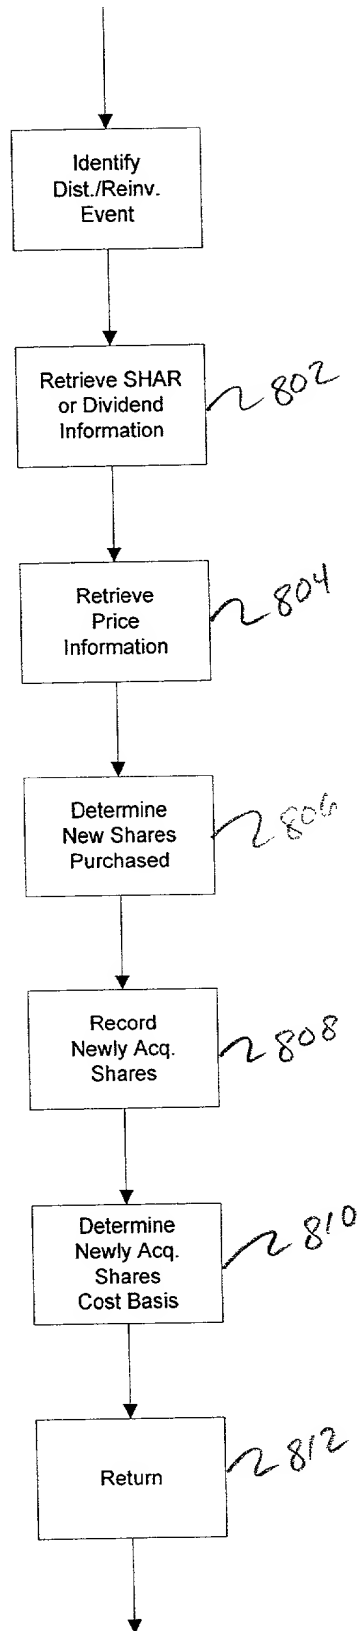 Identify
Dist./Reinv.
Event
Retrieve SHAR
or Dividend
Information
802
Retrieve
Price
Information
804
Determine
New Shares
Purchased
806
Record
Newly Acq.
Shares
808
Determine
Newly Acq.
Shares
Cost Basis
810
Return
812